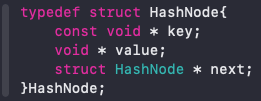 typedef struct HashNode{
    const void * key;
    void * value;
    struct HashNode * next;
}HashNode;